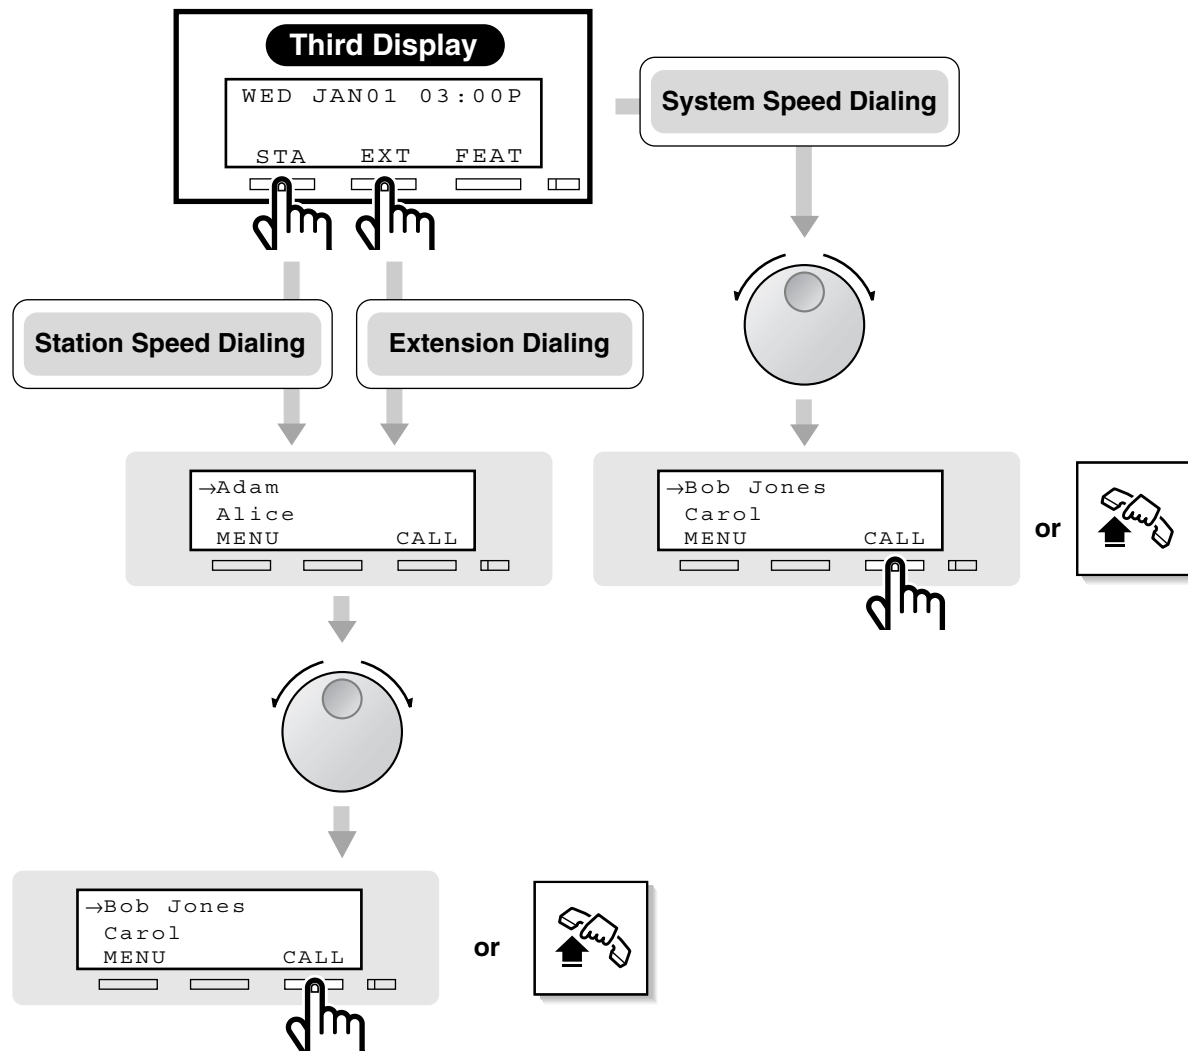 Third Display
WED JAN01 03:00P
STA EXT FEAT
System Speed Dialing
Station Speed Dialing
Extension Dialing
→Adam
Alice
MENU CALL
→Bob Jones
Carol
MENU CALL
or
→Bob Jones
Carol
MENU CALL
or